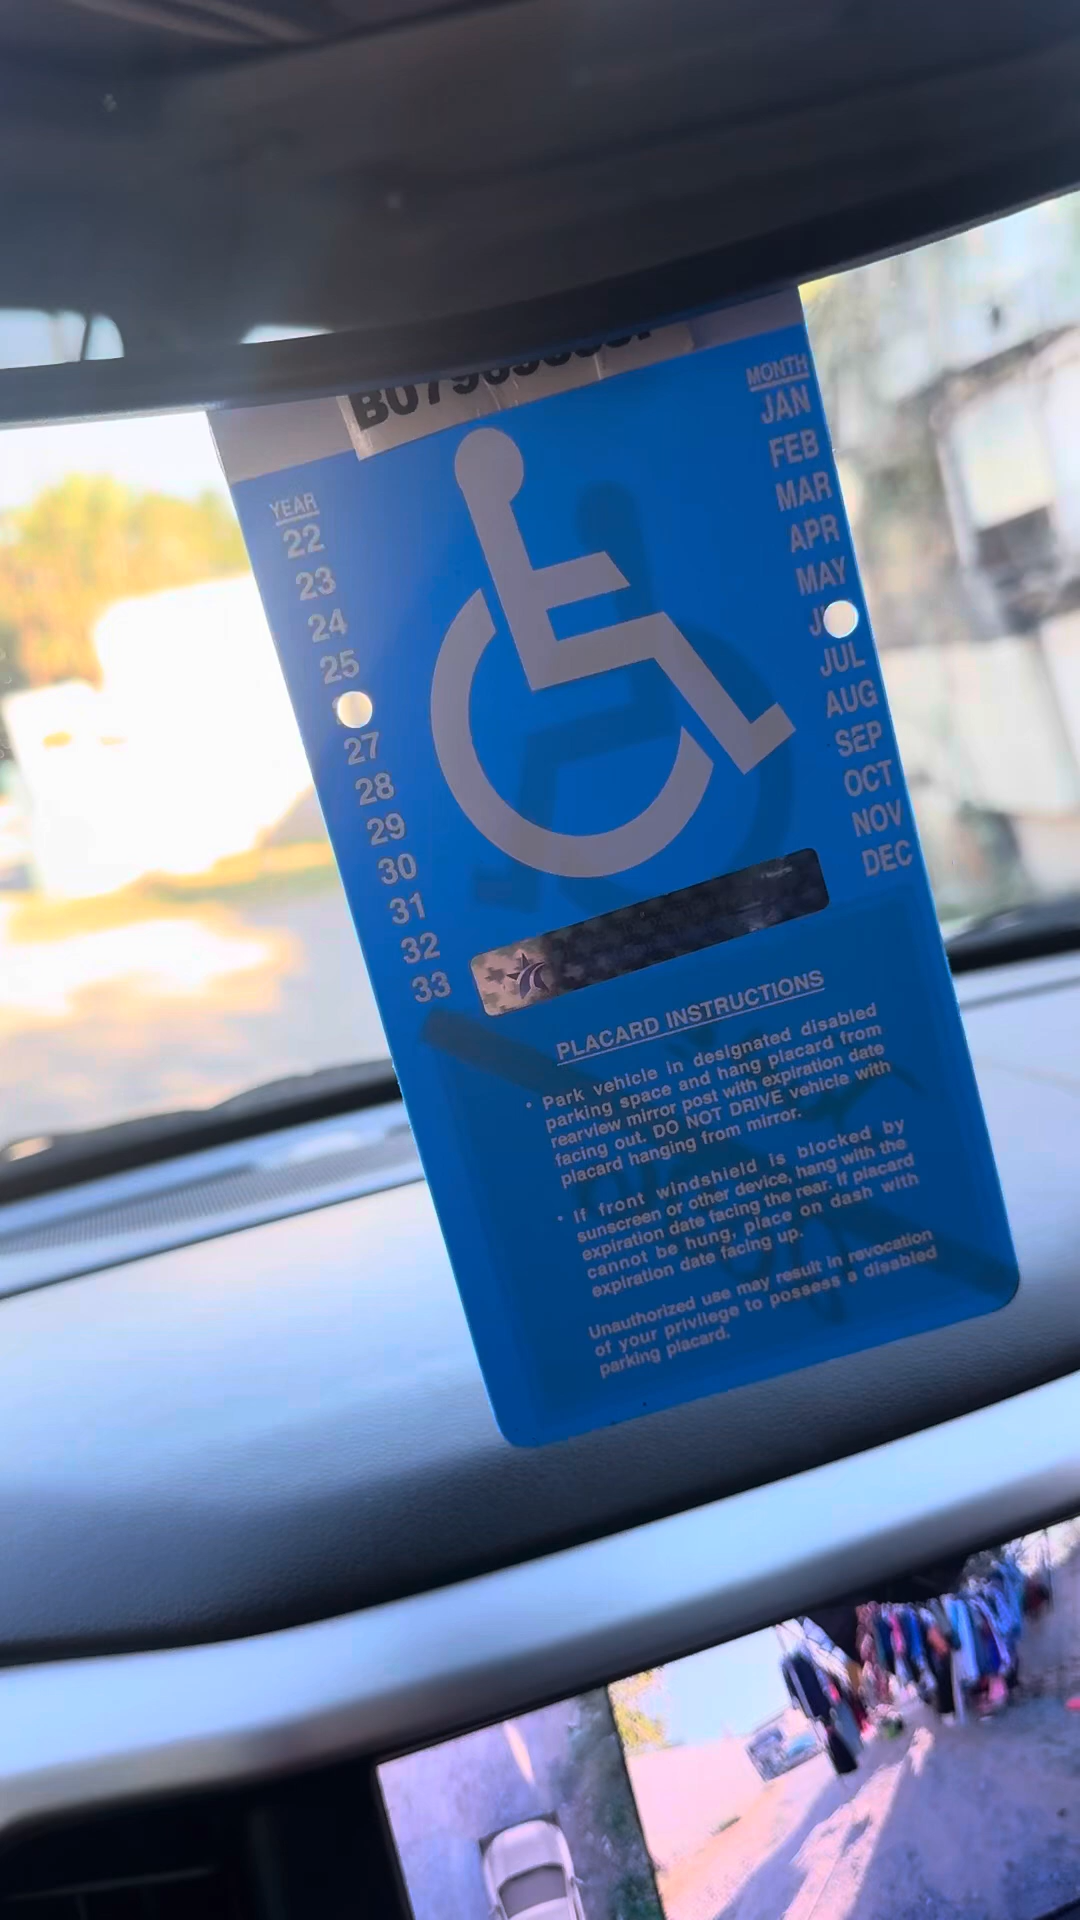 YEAR
22
23
24
25
27
28
29
30
31
32
33
MONTH
JAN
FEB
MAR
APR
MAY
JUL
AUG
SEP
OCT
NOV
DEC
PLACARD INSTRUCTIONS
• Park vehicle in designated disabled
parking space and hang placard from
rearview mirror post with expiration date
facing out. DO NOT DRIVE vehicle with
placard hanging from mirror.
• If front windshield is blocked by
sunscreen or other device, hang with the
expiration date facing the rear. If placard
cannot be hung, place on dash with
expiration date facing up.
Unauthorized use may result in revocation
of your privilege to possess a disabled
parking placard.